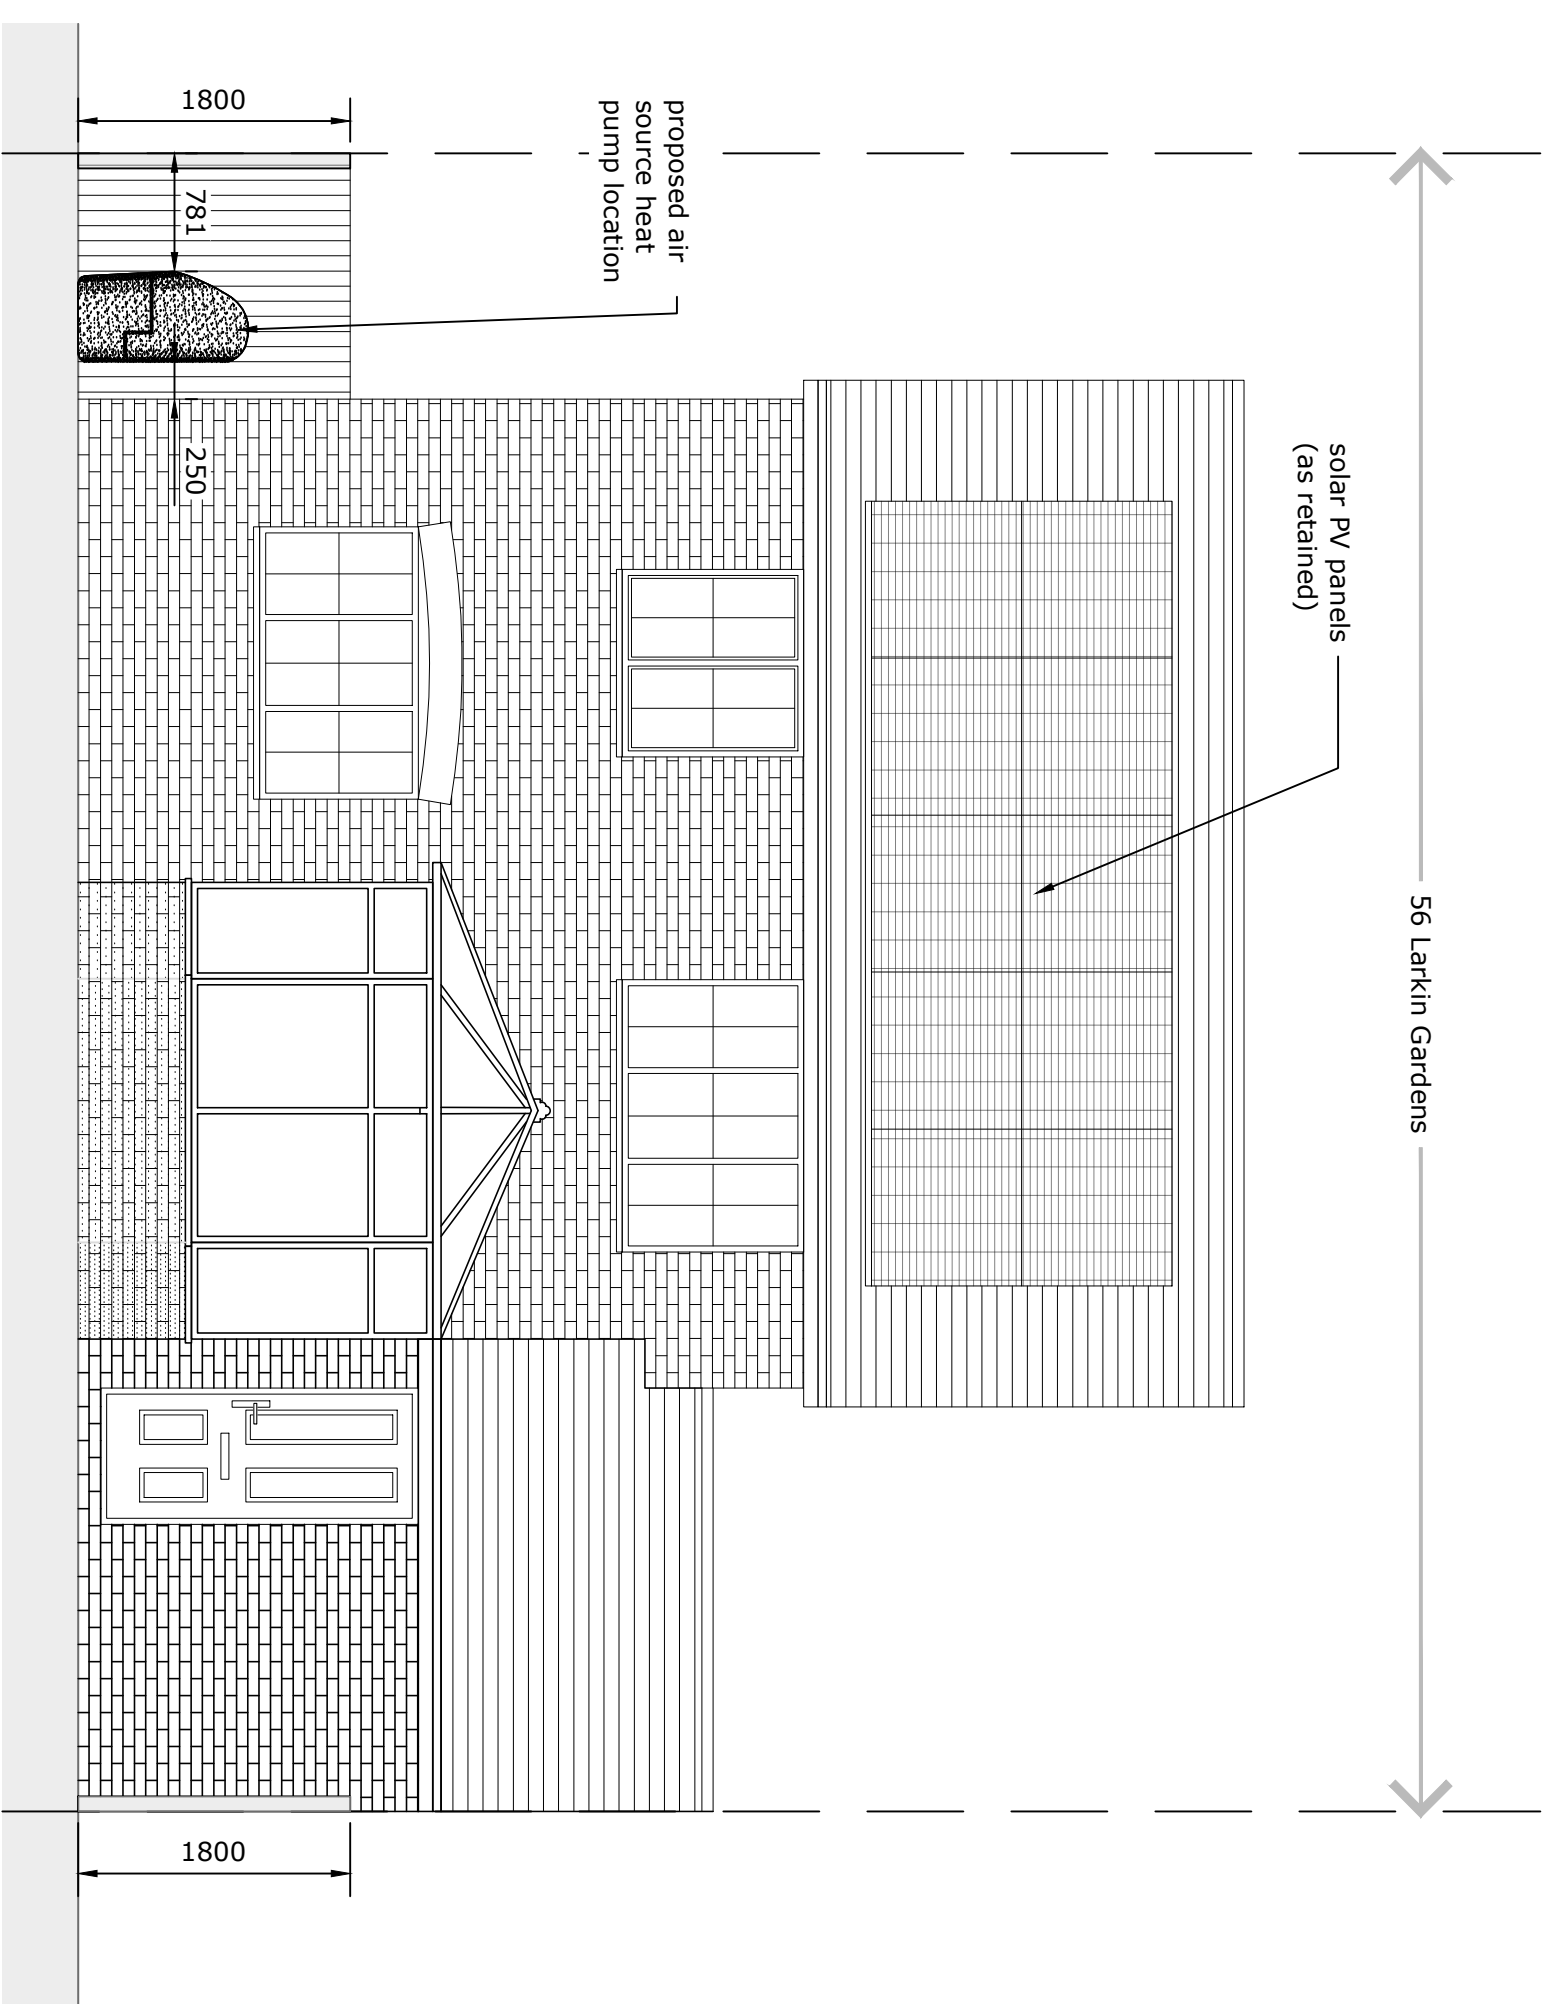 56 Larkin Gardens
solar PV panels
(as retained)
proposed air
source heat
pump location
1800
781
250
1800